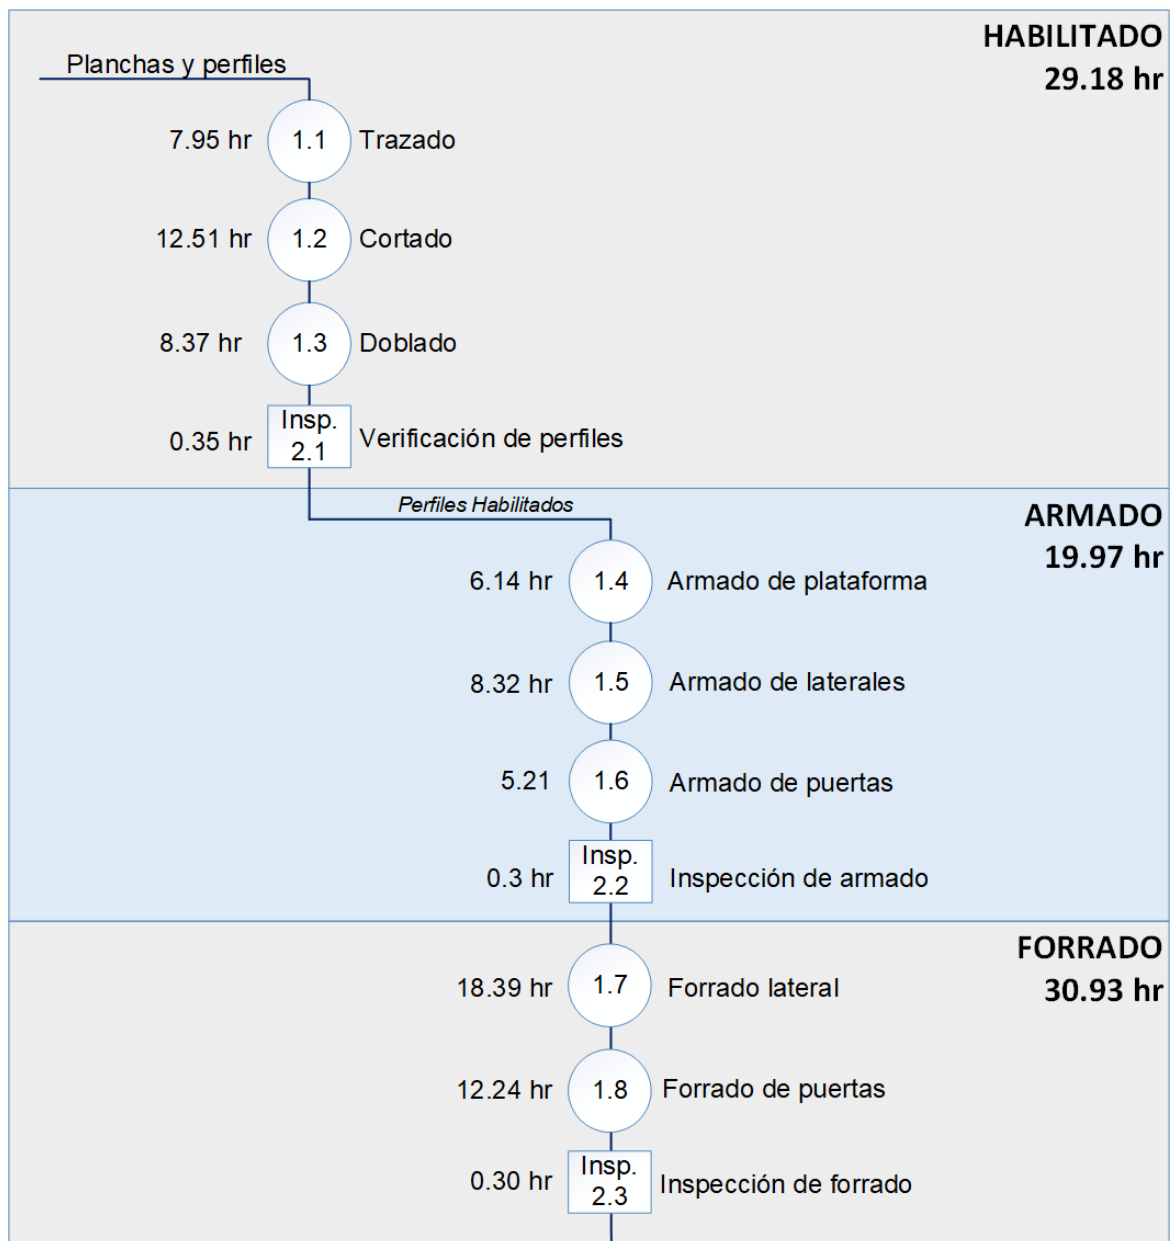 HABILITADO
29.18 hr
Planchas y perfiles
7.95 hr 1.1 Trazado
12.51 hr 1.2 Cortado
8.37 hr 1.3 Doblado
Insp.
0.35 hr 2.1 Verificación de perfiles
Perfiles Habilitados
ARMADO
19.97 hr
6.14 hr 1.4 Armado de plataforma
8.32 hr 1.5 Armado de laterales
5.21 1.6 Armado de puertas
Insp.
0.3 hr 2.2 Inspección de armado
FORRADO
30.93 hr
18.39 hr 1.7 Forrado lateral
12.24 hr 1.8 Forrado de puertas
Insp.
0.30 hr 2.3 Inspección de forrado